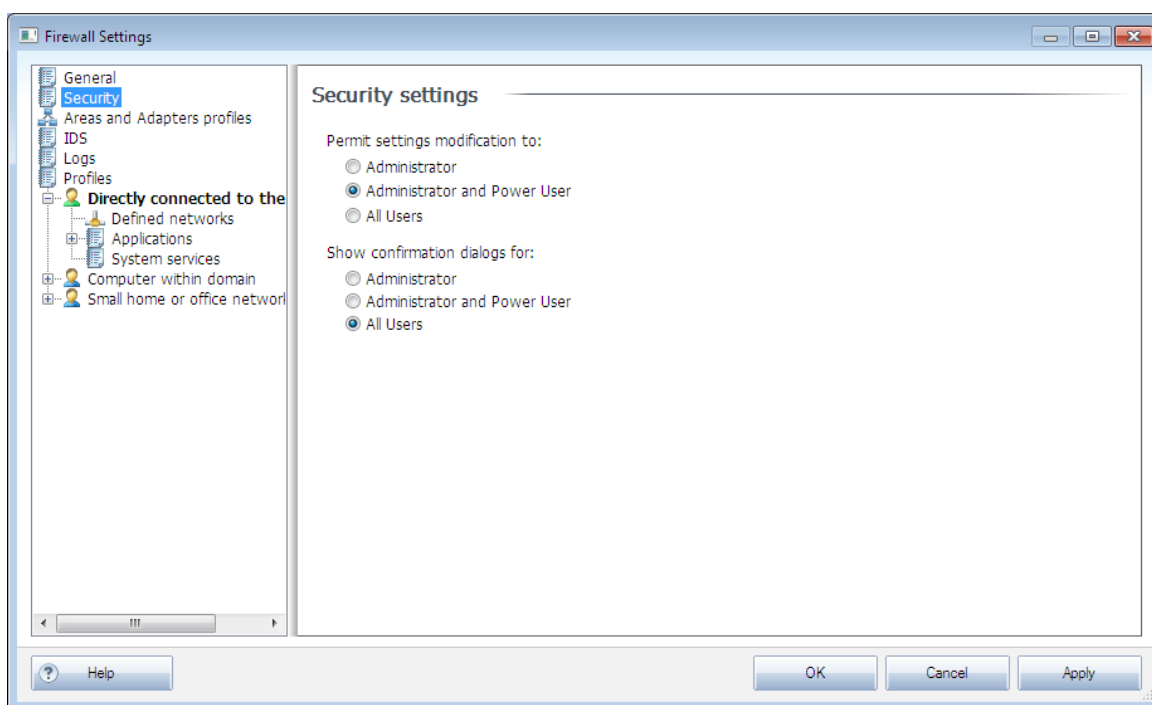 Firewall Settings
General
Security
Areas and Adapters profiles
IDS
Logs
Profiles
Directly connected to the
Defined networks
Applications
System services
Computer within domain
Small home or office networ
Security settings
Permit settings modification to:
Administrator
Administrator and Power User
All Users
Show confirmation dialogs for:
Administrator
Administrator and Power User
All Users
? Help
OK
Cancel
Apply